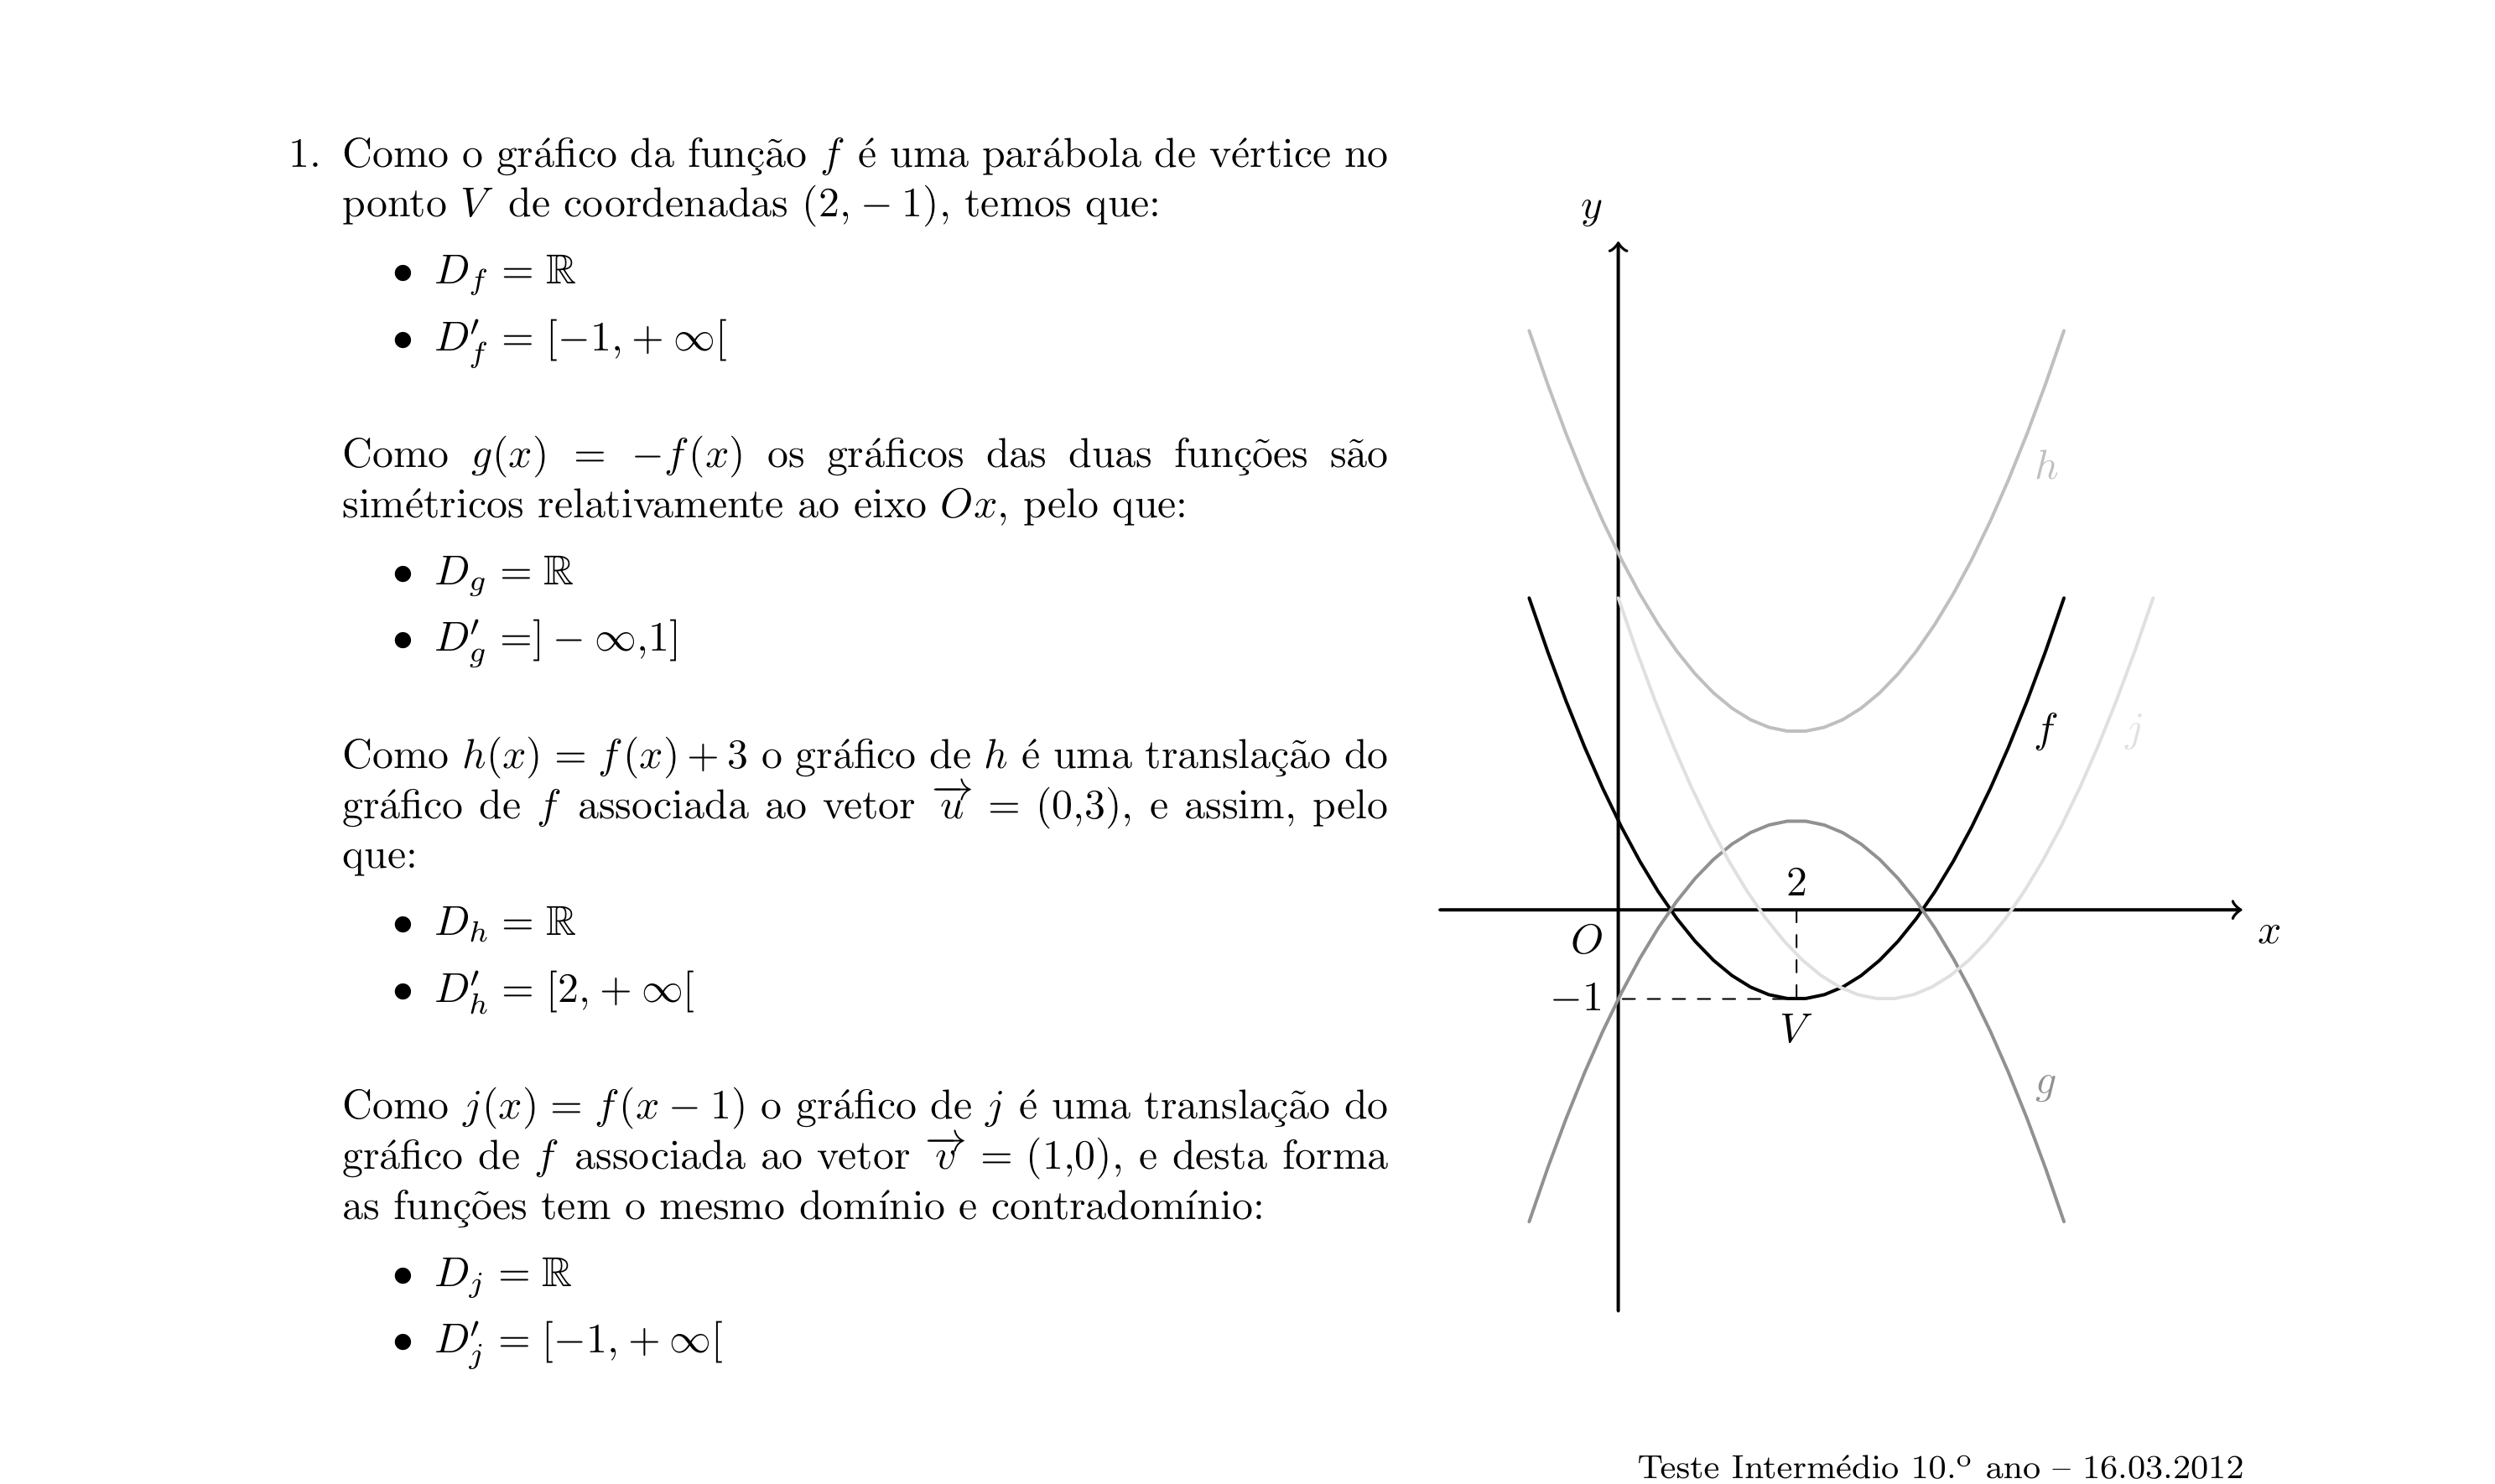 1. Como o gráfico da função f é uma parábola de vértice no
ponto V de coordenadas (2, − 1), temos que:
• D_f = ℝ
• D′_f = [−1, + ∞[
Como g(x) = −f(x) os gráficos das duas funções são
simétricos relativamente ao eixo Ox, pelo que:
• D_g = ℝ
• D′_g =] − ∞,1]
Como h(x) = f(x) + 3 o gráfico de h é uma translação do
gráfico de f associada ao vetor u⃗ = (0,3), e assim, pelo
que:
• D_h = ℝ
• D′_h = [2, + ∞[
Como j(x) = f(x − 1) o gráfico de j é uma translação do
gráfico de f associada ao vetor v⃗ = (1,0), e desta forma
as funções tem o mesmo domínio e contradomínio:
• D_j = ℝ
• D′_j = [−1, + ∞[
y
h
f
j
2
O
x
−1
V
g
Teste Intermédio 10.º ano – 16.03.2012